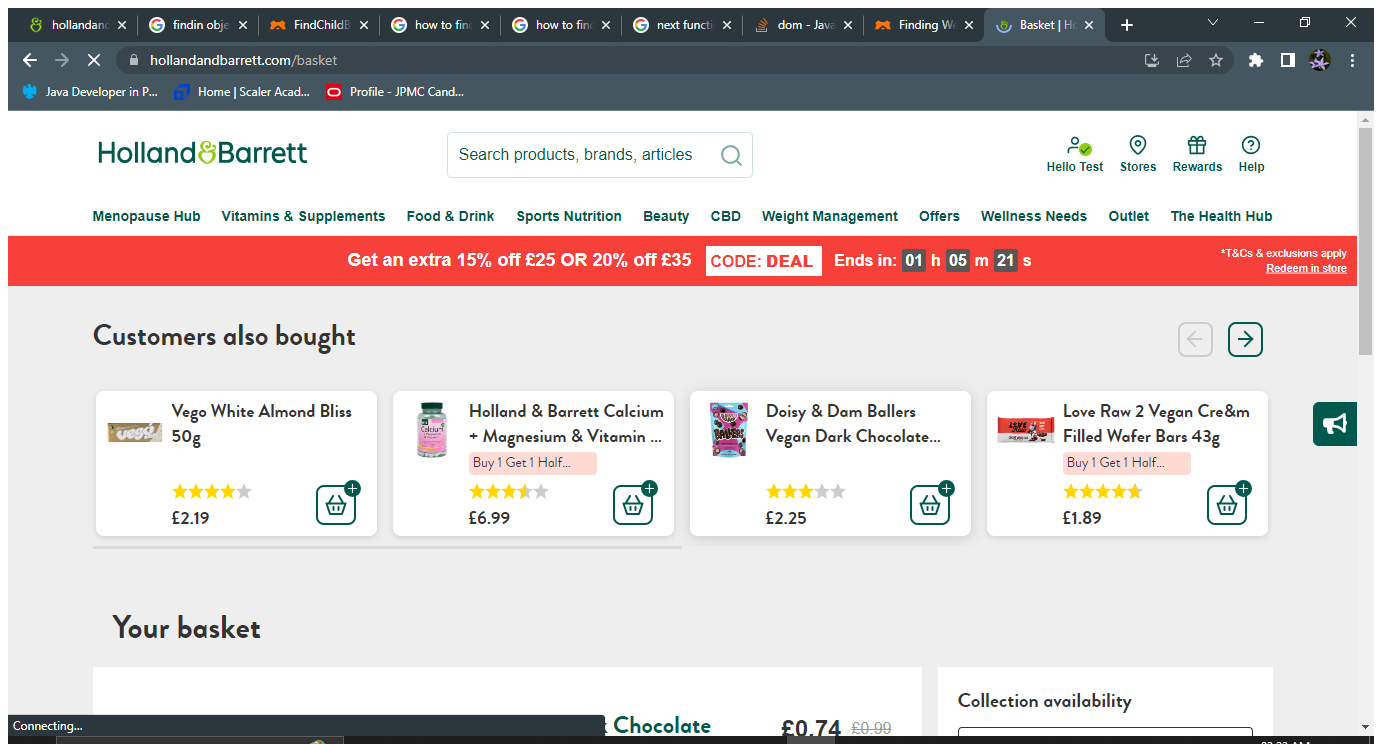 hollandanc
findin obje
FindChildB
how to find
how to find
next functi
dom - Java
Finding We
Basket | Ho
hollandandbarrett.com/basket
Java Developer in P...
Home | Scaler Acad...
Profile - JPMC Cand...
Holland&Barrett
Search products, brands, articles
Hello Test
Stores
Rewards
Help
Menopause Hub
Vitamins & Supplements
Food & Drink
Sports Nutrition
Beauty
CBD
Weight Management
Offers
Wellness Needs
Outlet
The Health Hub
Get an extra 15% off £25 OR 20% off £35
CODE: DEAL
Ends in: 01 h 05 m 21 s
*T&Cs & exclusions apply
Redeem in store
Customers also bought
Vego White Almond Bliss
50g
£2.19
Holland & Barrett Calcium
+ Magnesium & Vitamin ...
Buy 1 Get 1 Half...
£6.99
Doisy & Dam Ballers
Vegan Dark Chocolate...
£2.25
Love Raw 2 Vegan Cre&m
Filled Wafer Bars 43g
Buy 1 Get 1 Half...
£1.89
Your basket
Chocolate
£0.74 £0.99
Collection availability
Connecting...